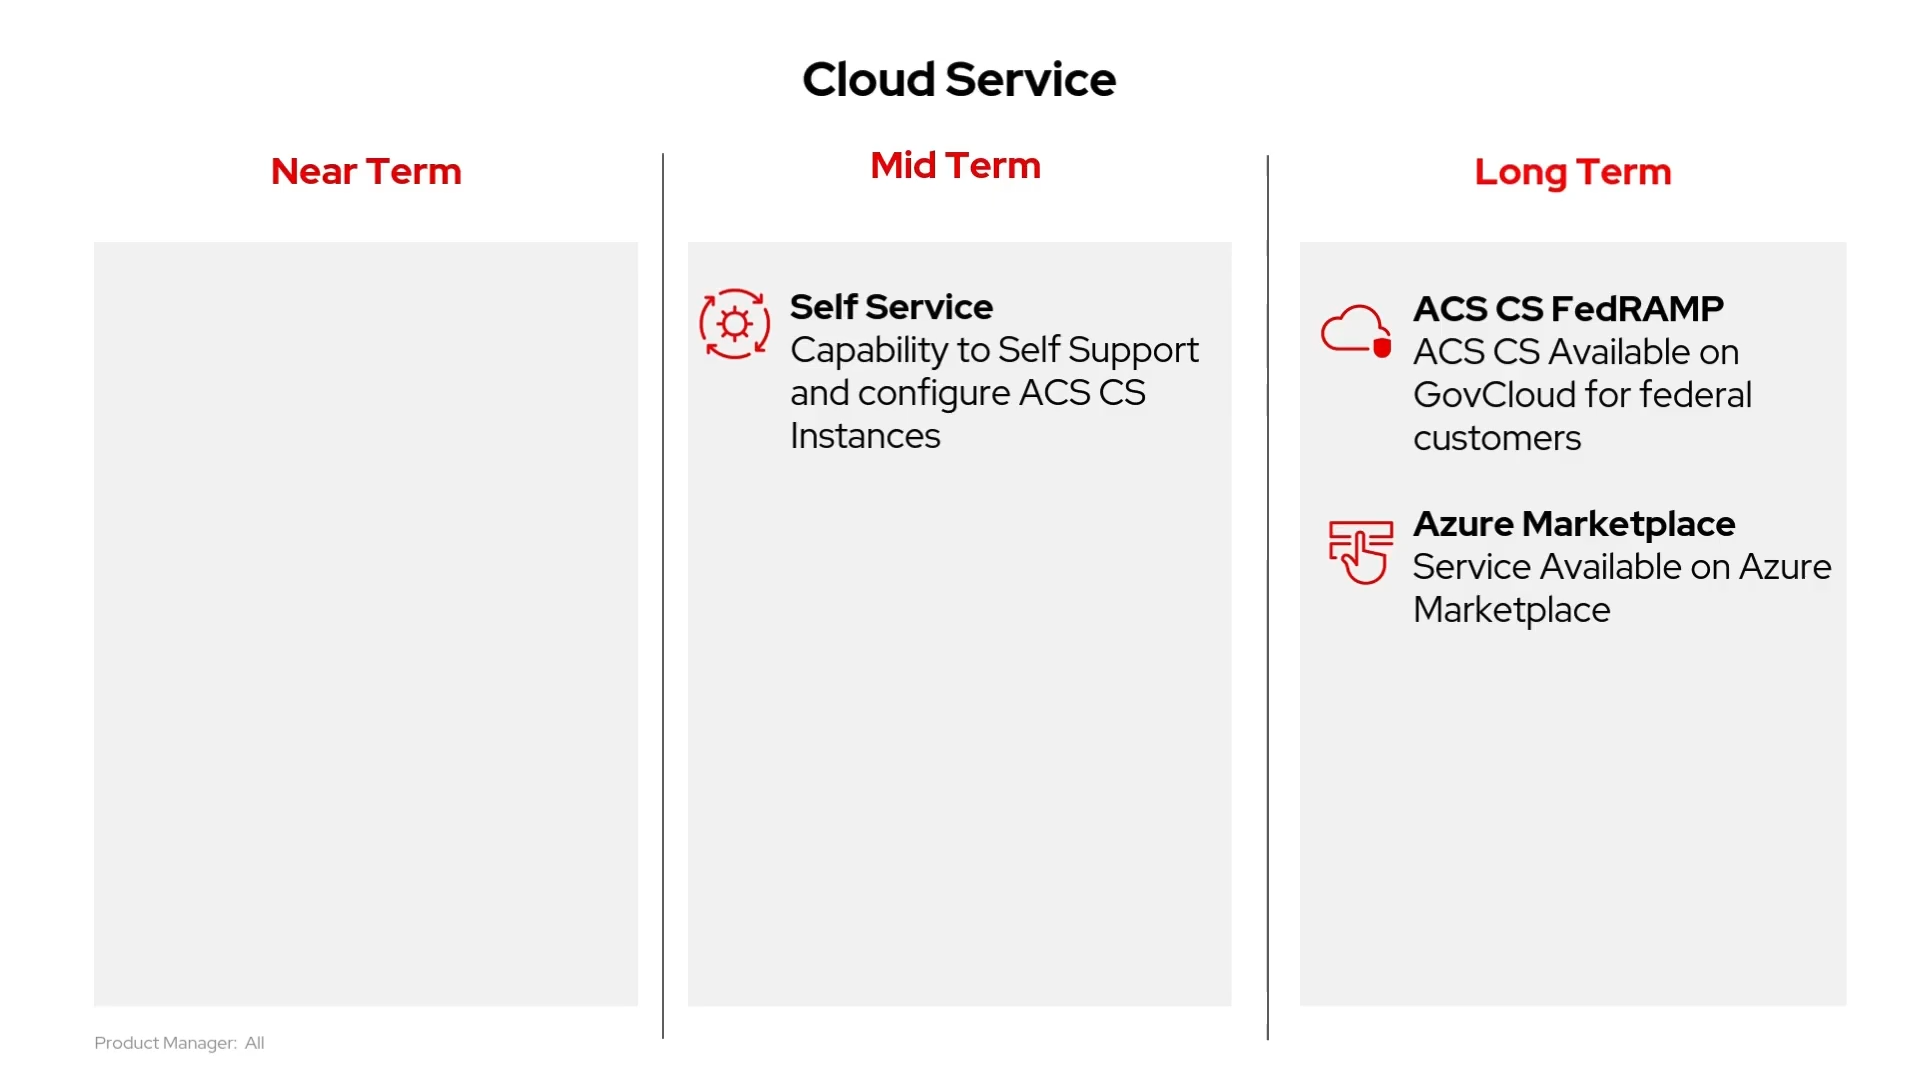 Cloud Service
Near Term
Mid Term
Long Term
Self Service
Capability to Self Support
and configure ACS CS
Instances
ACS CS FedRAMP
ACS CS Available on
GovCloud for federal
customers
Azure Marketplace
Service Available on Azure
Marketplace
Product Manager: All